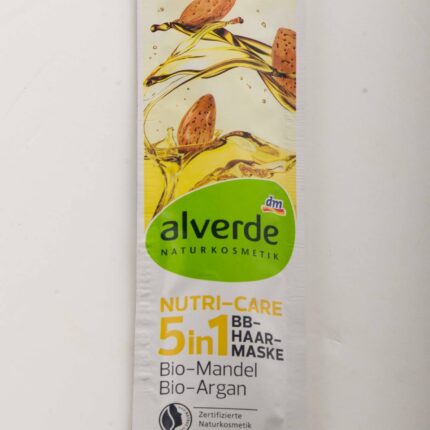 dm
alverde
NATURKOSMETIK
NUTRI-CARE
5in1 BB-
HAAR-
MASKE
Bio-Mandel
Bio-Argan
Zertifizierte
Naturkosmetik